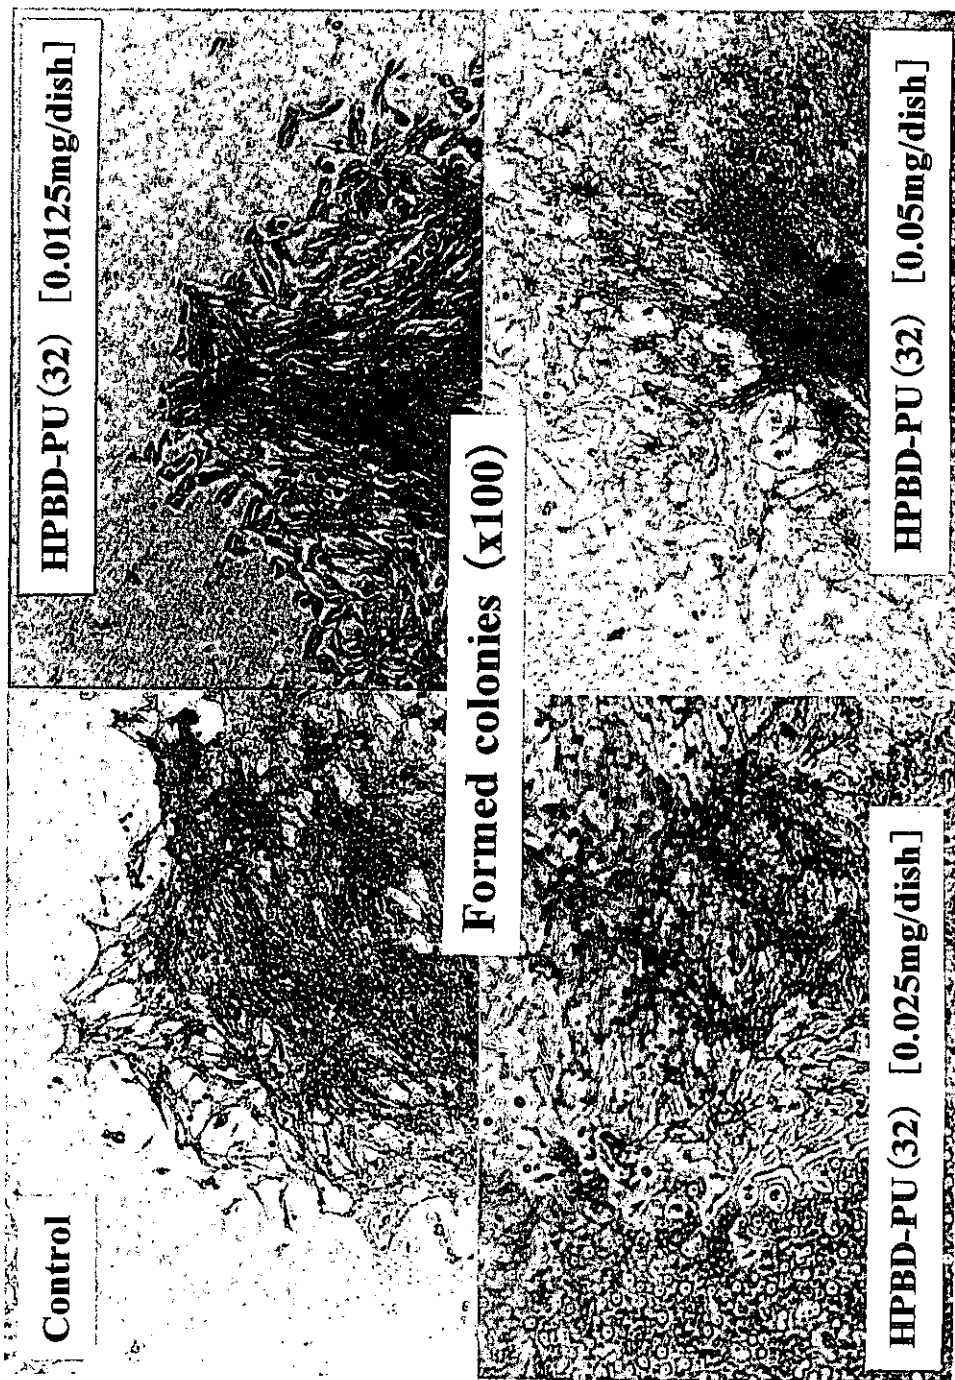 Control
HPBD-PU (32) [0.0125mg/dish]
Formed colonies (x100)
HPBD-PU (32) [0.025mg/dish]
HPBD-PU (32) [0.05mg/dish]